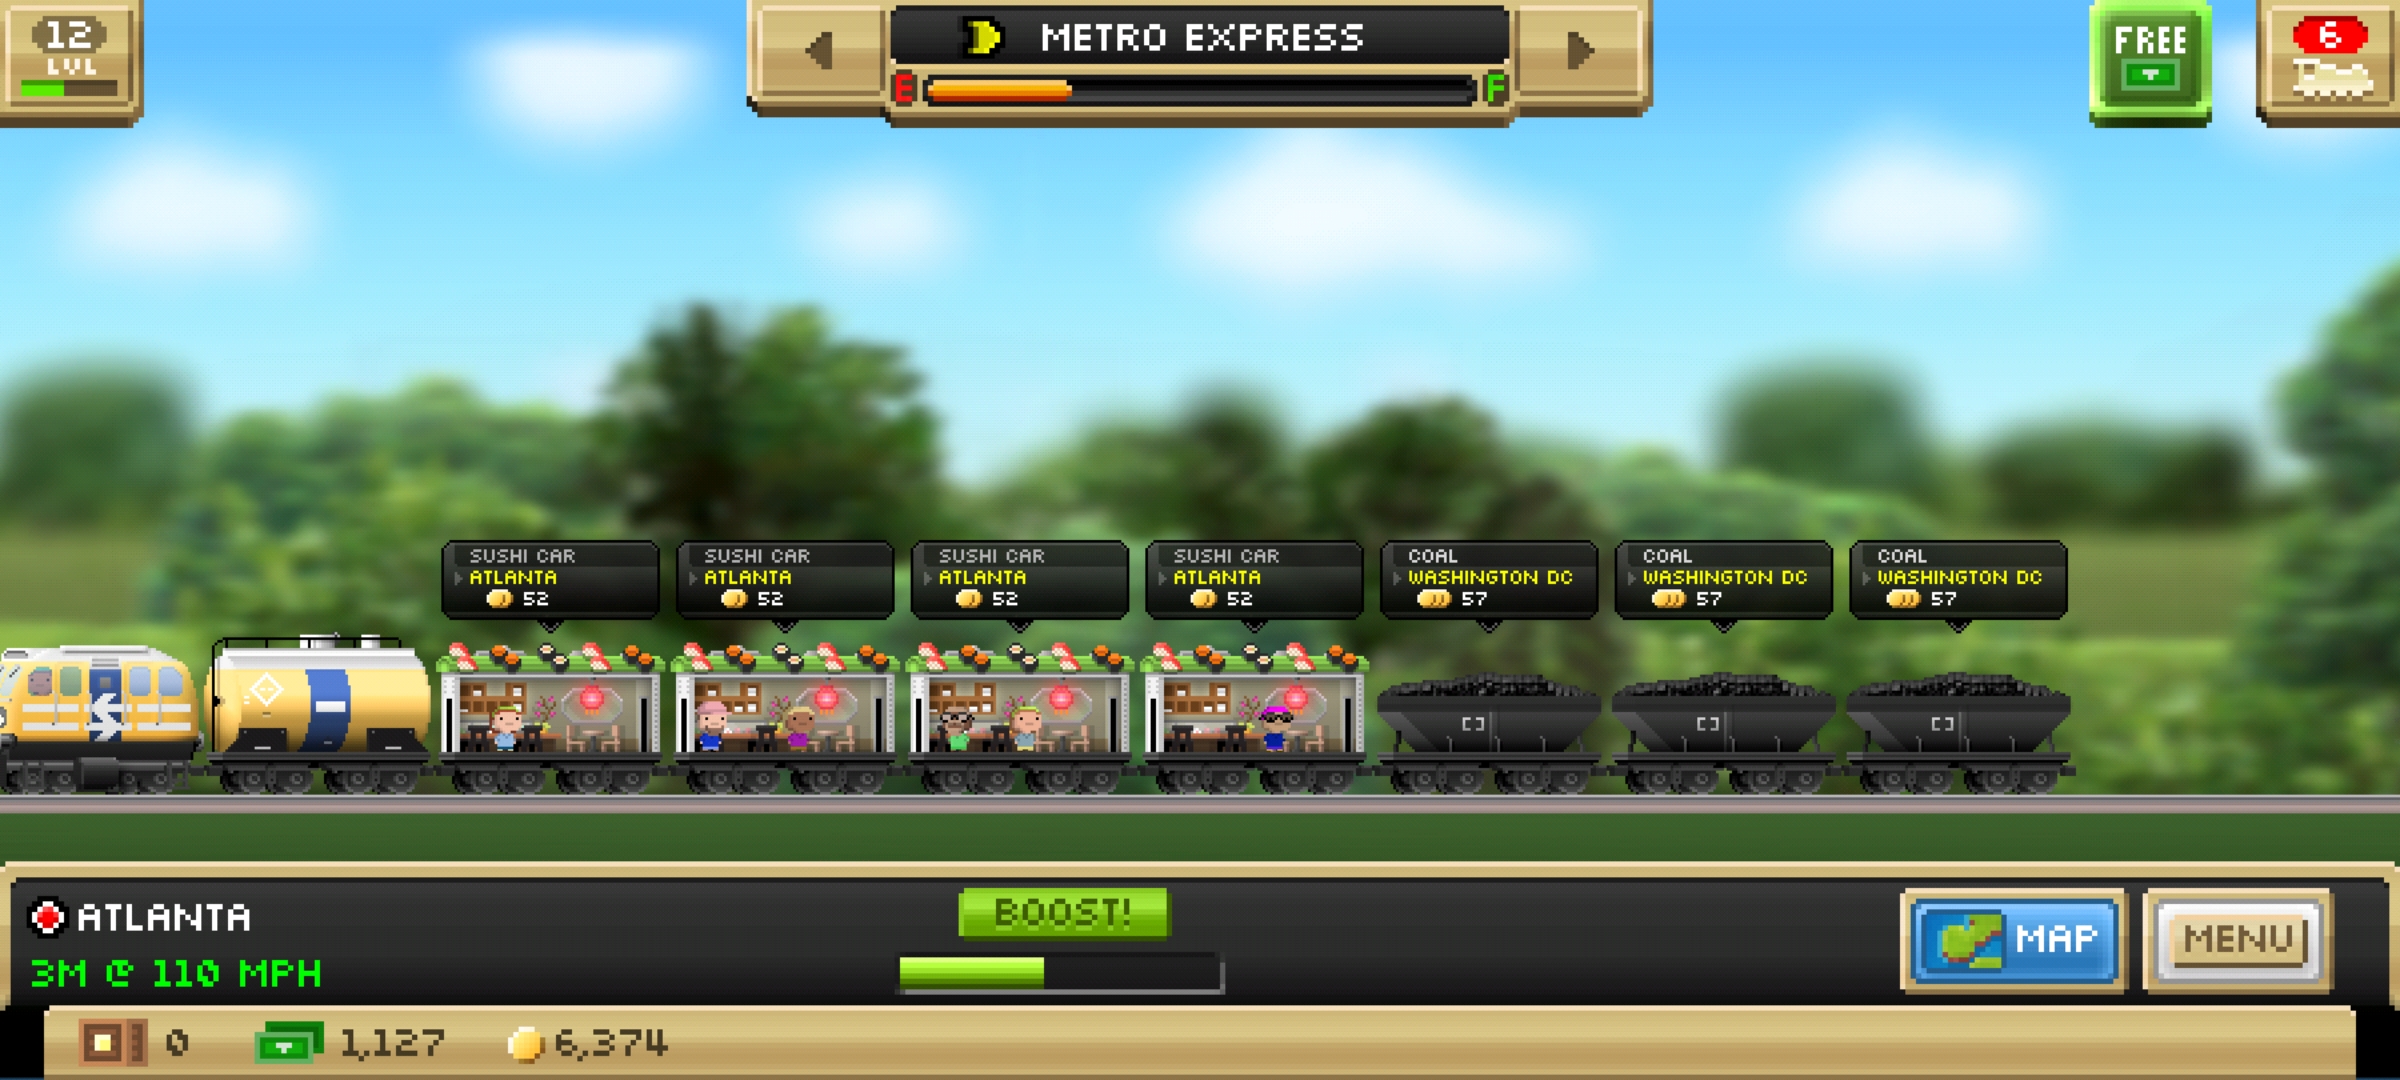 12
LVL
METRO EXPRESS
E F
FREE
6
SUSHI CAR
ATLANTA
52
SUSHI CAR
ATLANTA
52
SUSHI CAR
ATLANTA
52
SUSHI CAR
ATLANTA
52
COAL
WASHINGTON DC
57
COAL
WASHINGTON DC
57
COAL
WASHINGTON DC
57
ATLANTA
3M @ 110 MPH
BOOST!
MAP
MENU
0 1,127 6,374